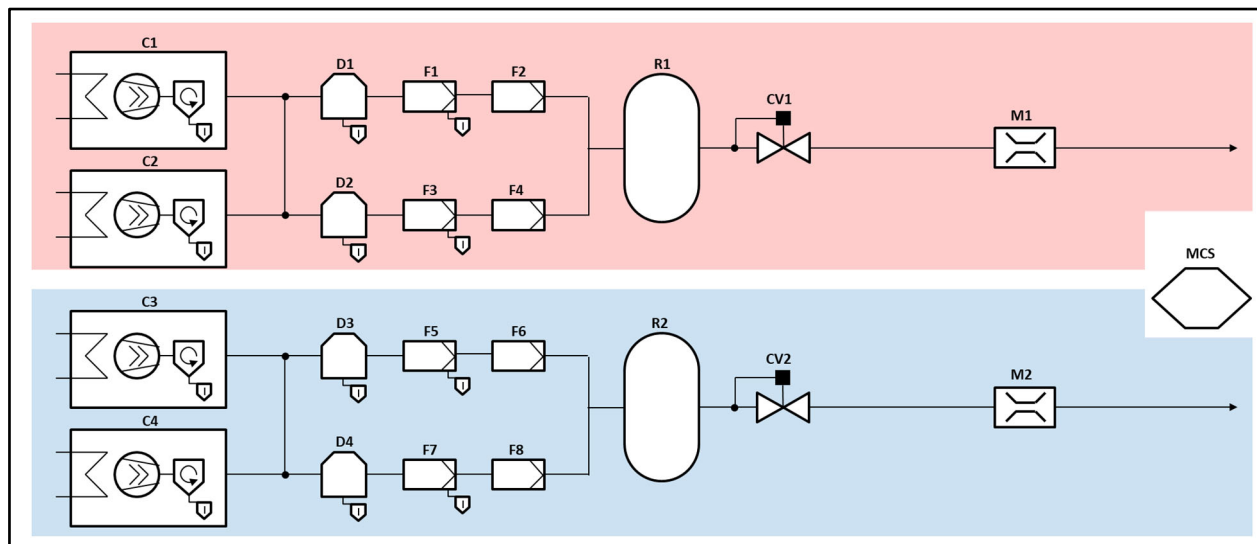 C1
D1 F1 F2 R1
CV1
M1
C2
D2 F3 F4
MCS
C3
D3 F5 F6 R2
CV2
M2
C4
D4 F7 F8